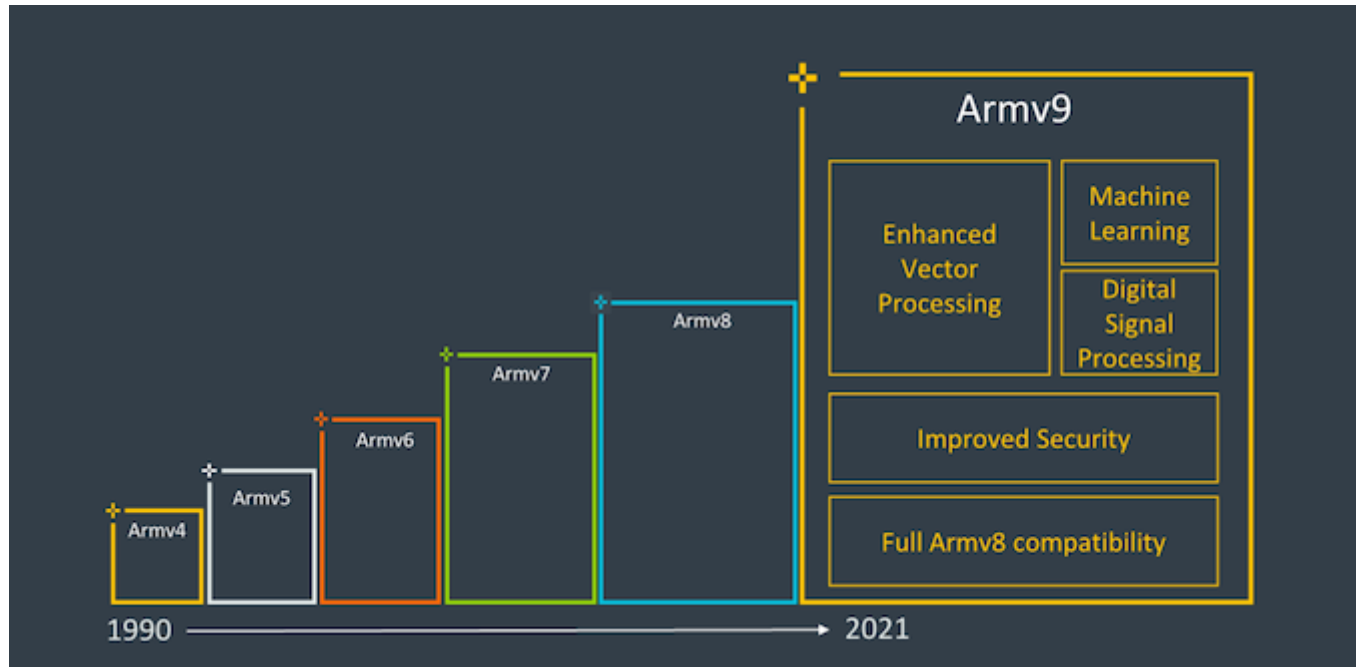 Armv9
Enhanced
Vector
Processing
Machine
Learning
Digital
Signal
Processing
Improved Security
Full Armv8 compatibility
Armv8
Armv7
Armv6
Armv5
Armv4
1990
2021